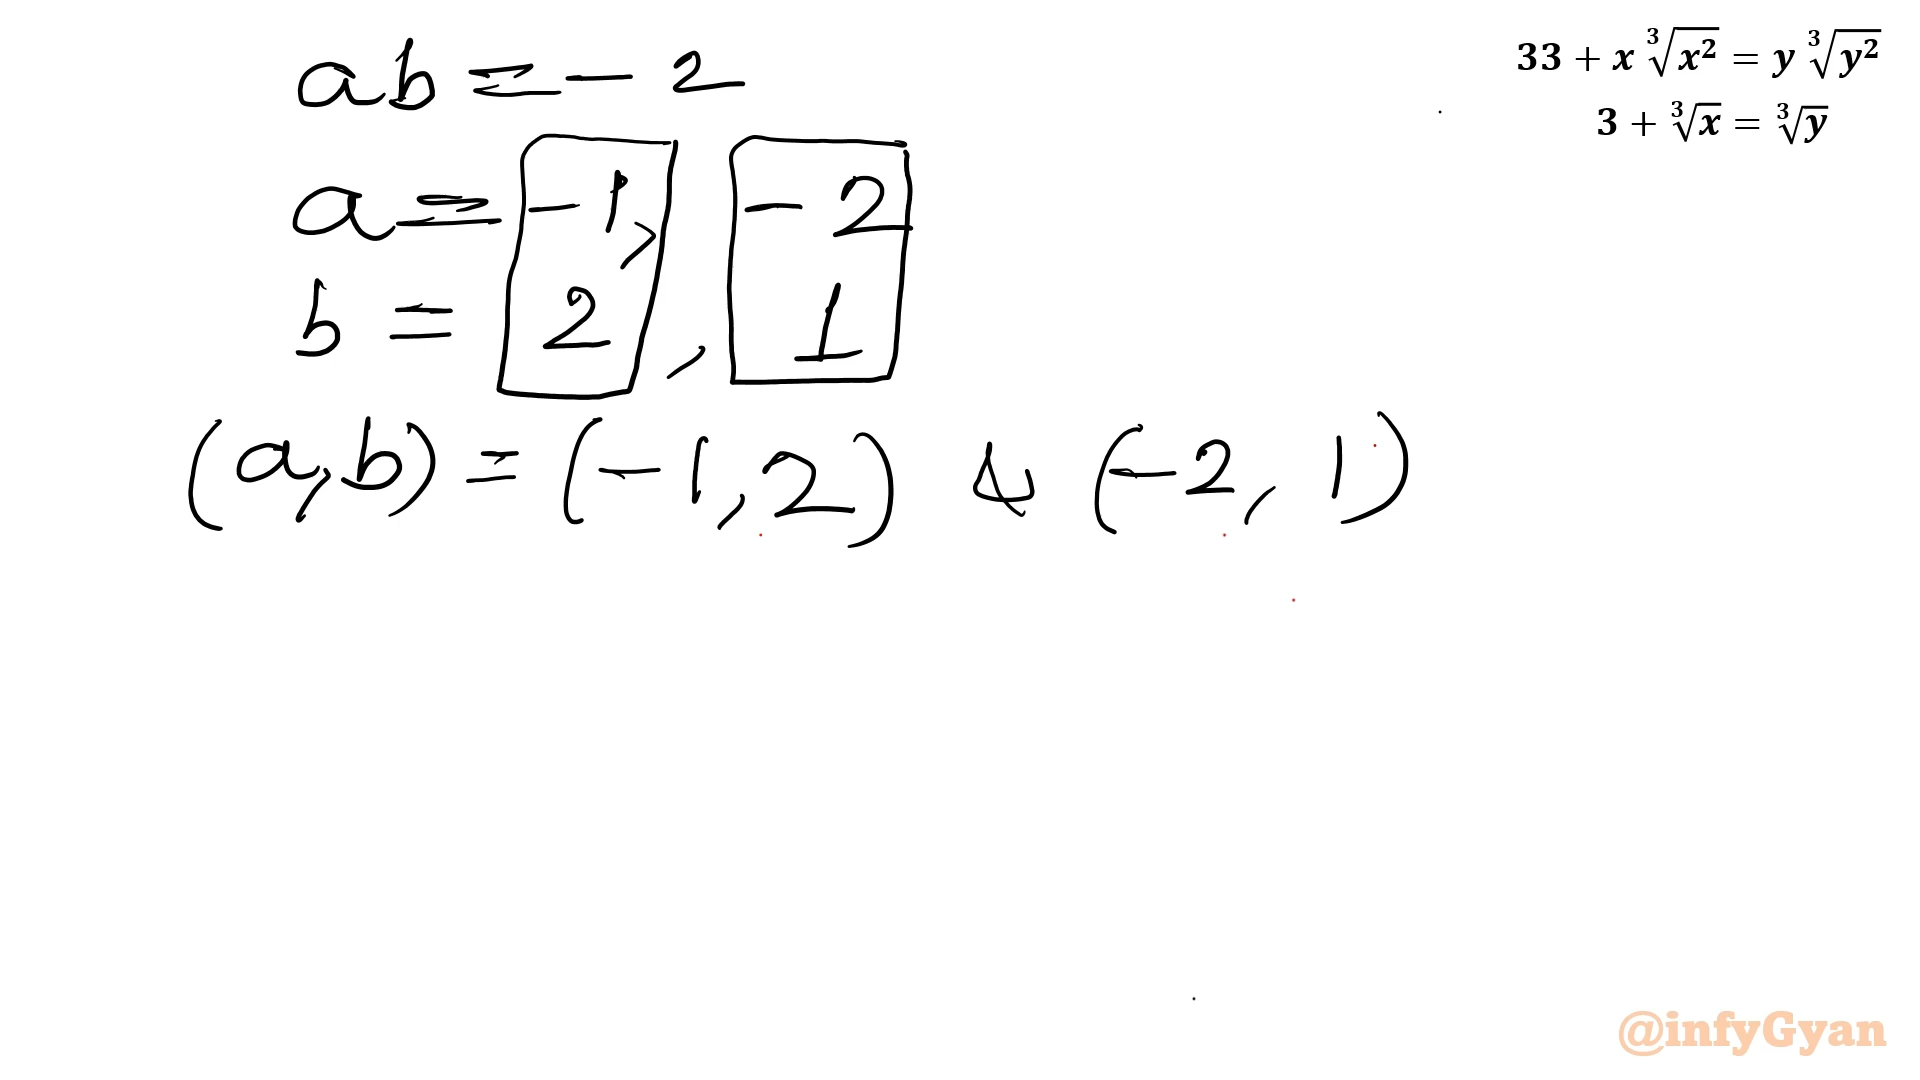 ab = - 2
33 + x ∛x² = y ∛y²
3 + ∛x = ∛y
a = - 1, - 2
b = 2 , 1
(a,b) = (-1,2) & (-2, 1)
@infyGyan